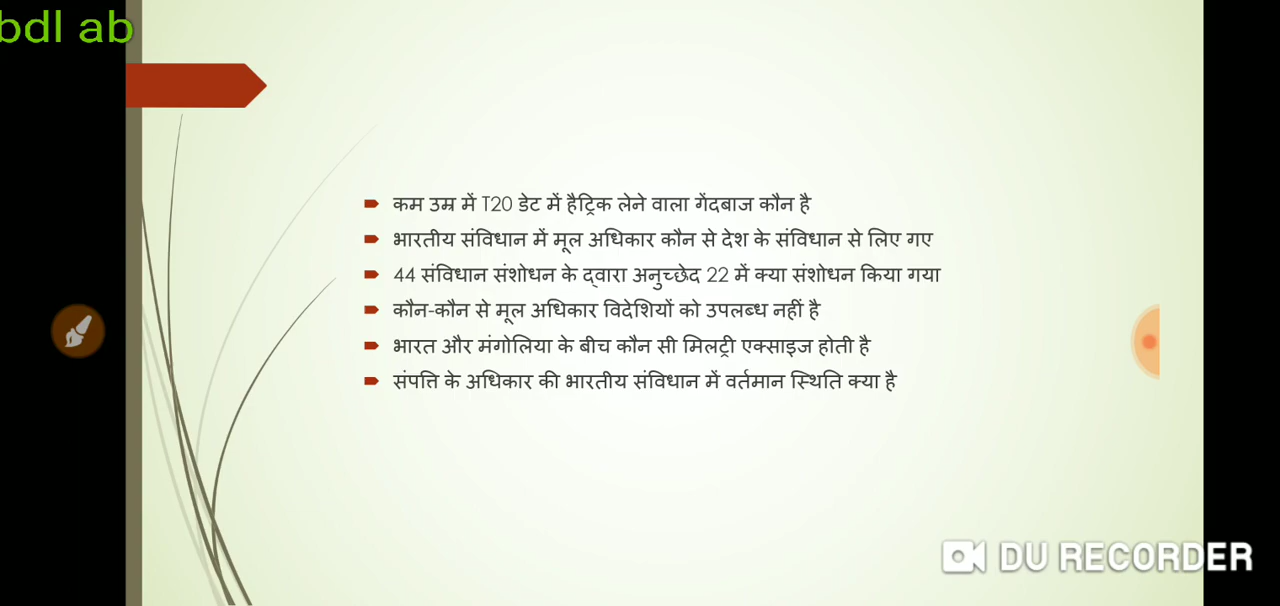 bdl ab
कम उम्र में T20 डेट में हैट्रिक लेने वाला गेंदबाज कौन है
भारतीय संविधान में मूल अधिकार कौन से देश के संविधान से लिए गए
44 संविधान संशोधन के द्वारा अनुच्छेद 22 में क्या संशोधन किया गया
कौन-कौन से मूल अधिकार विदेशियों को उपलब्ध नहीं है
भारत और मंगोलिया के बीच कौन सी मिलट्री एक्साइज होती है
संपत्ति के अधिकार की भारतीय संविधान में वर्तमान स्थिति क्या है
DU RECORDER